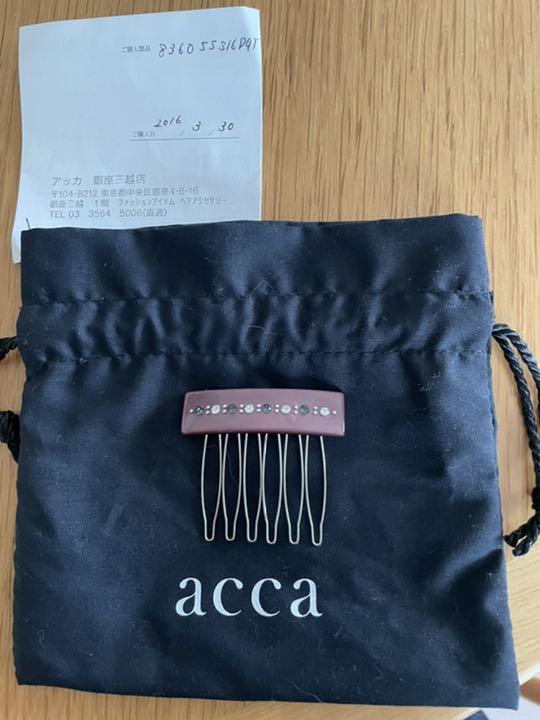 ご購入製品 8360 55516DGY
ご購入日 2016 / 3 / 30
アッカ 銀座三越店
〒104-8212 東京都中央区銀座4-6-16
銀座三越 1階 ファッションアイテム ヘアアクセサリー
TEL 03 3564 5006(直通)
acca